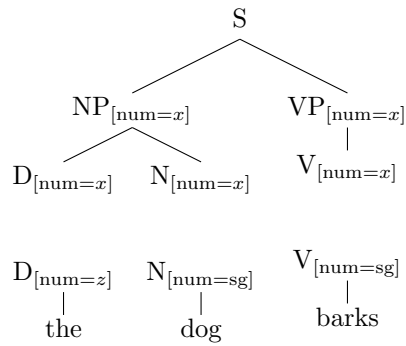 S
NP[num=x] VP[num=x]
D[num=x] N[num=x] V[num=x]
D[num=z] N[num=sg] V[num=sg]
the dog barks